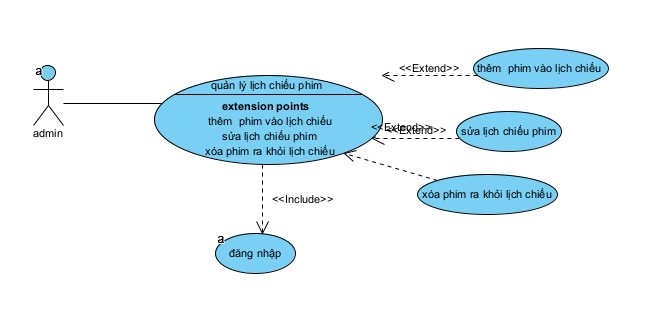 a
admin
quản lý lịch chiếu phim
extension points
thêm phim vào lịch chiếu
sửa lịch chiếu phim
xóa phim ra khỏi lịch chiếu
<<Extend>>
thêm phim vào lịch chiếu
<<Extend>>
<<Extend>>
sửa lịch chiếu phim
xóa phim ra khỏi lịch chiếu
<<Include>>
a
đăng nhập